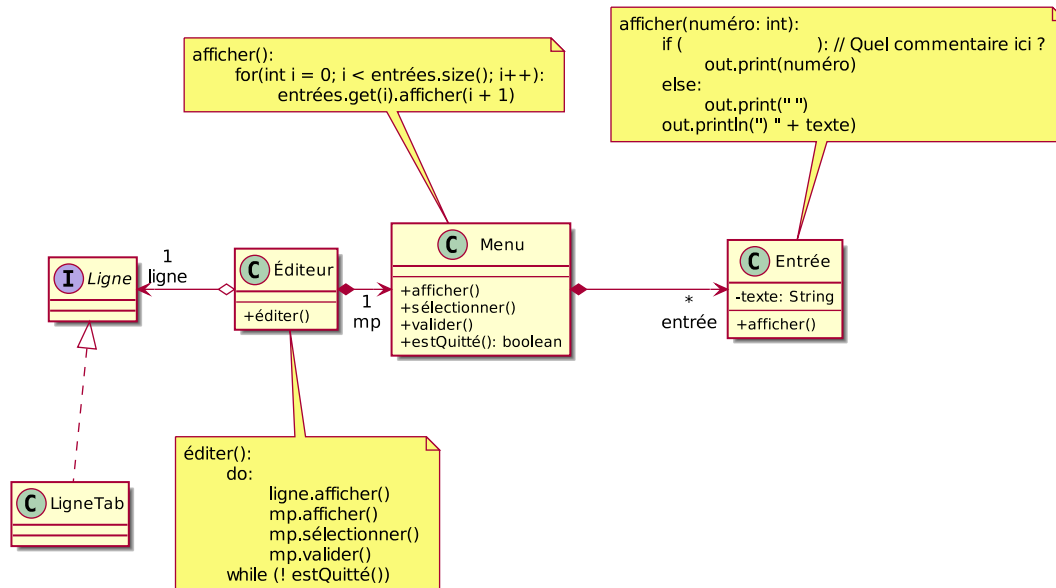 afficher(numéro: int):
if ( ): // Quel commentaire ici ?
out.print(numéro)
else:
out.print(" ")
out.println(") " + texte)
afficher():
for(int i = 0; i < entrées.size(); i++):
entrées.get(i).afficher(i + 1)
I Ligne
1
ligne
C Éditeur
+éditer()
1
mp
C Menu
+afficher()
+sélectionner()
+valider()
+estQuitté(): boolean
*
entrée
C Entrée
-texte: String
+afficher()
C LigneTab
éditer():
do:
ligne.afficher()
mp.afficher()
mp.sélectionner()
mp.valider()
while (! estQuitté())